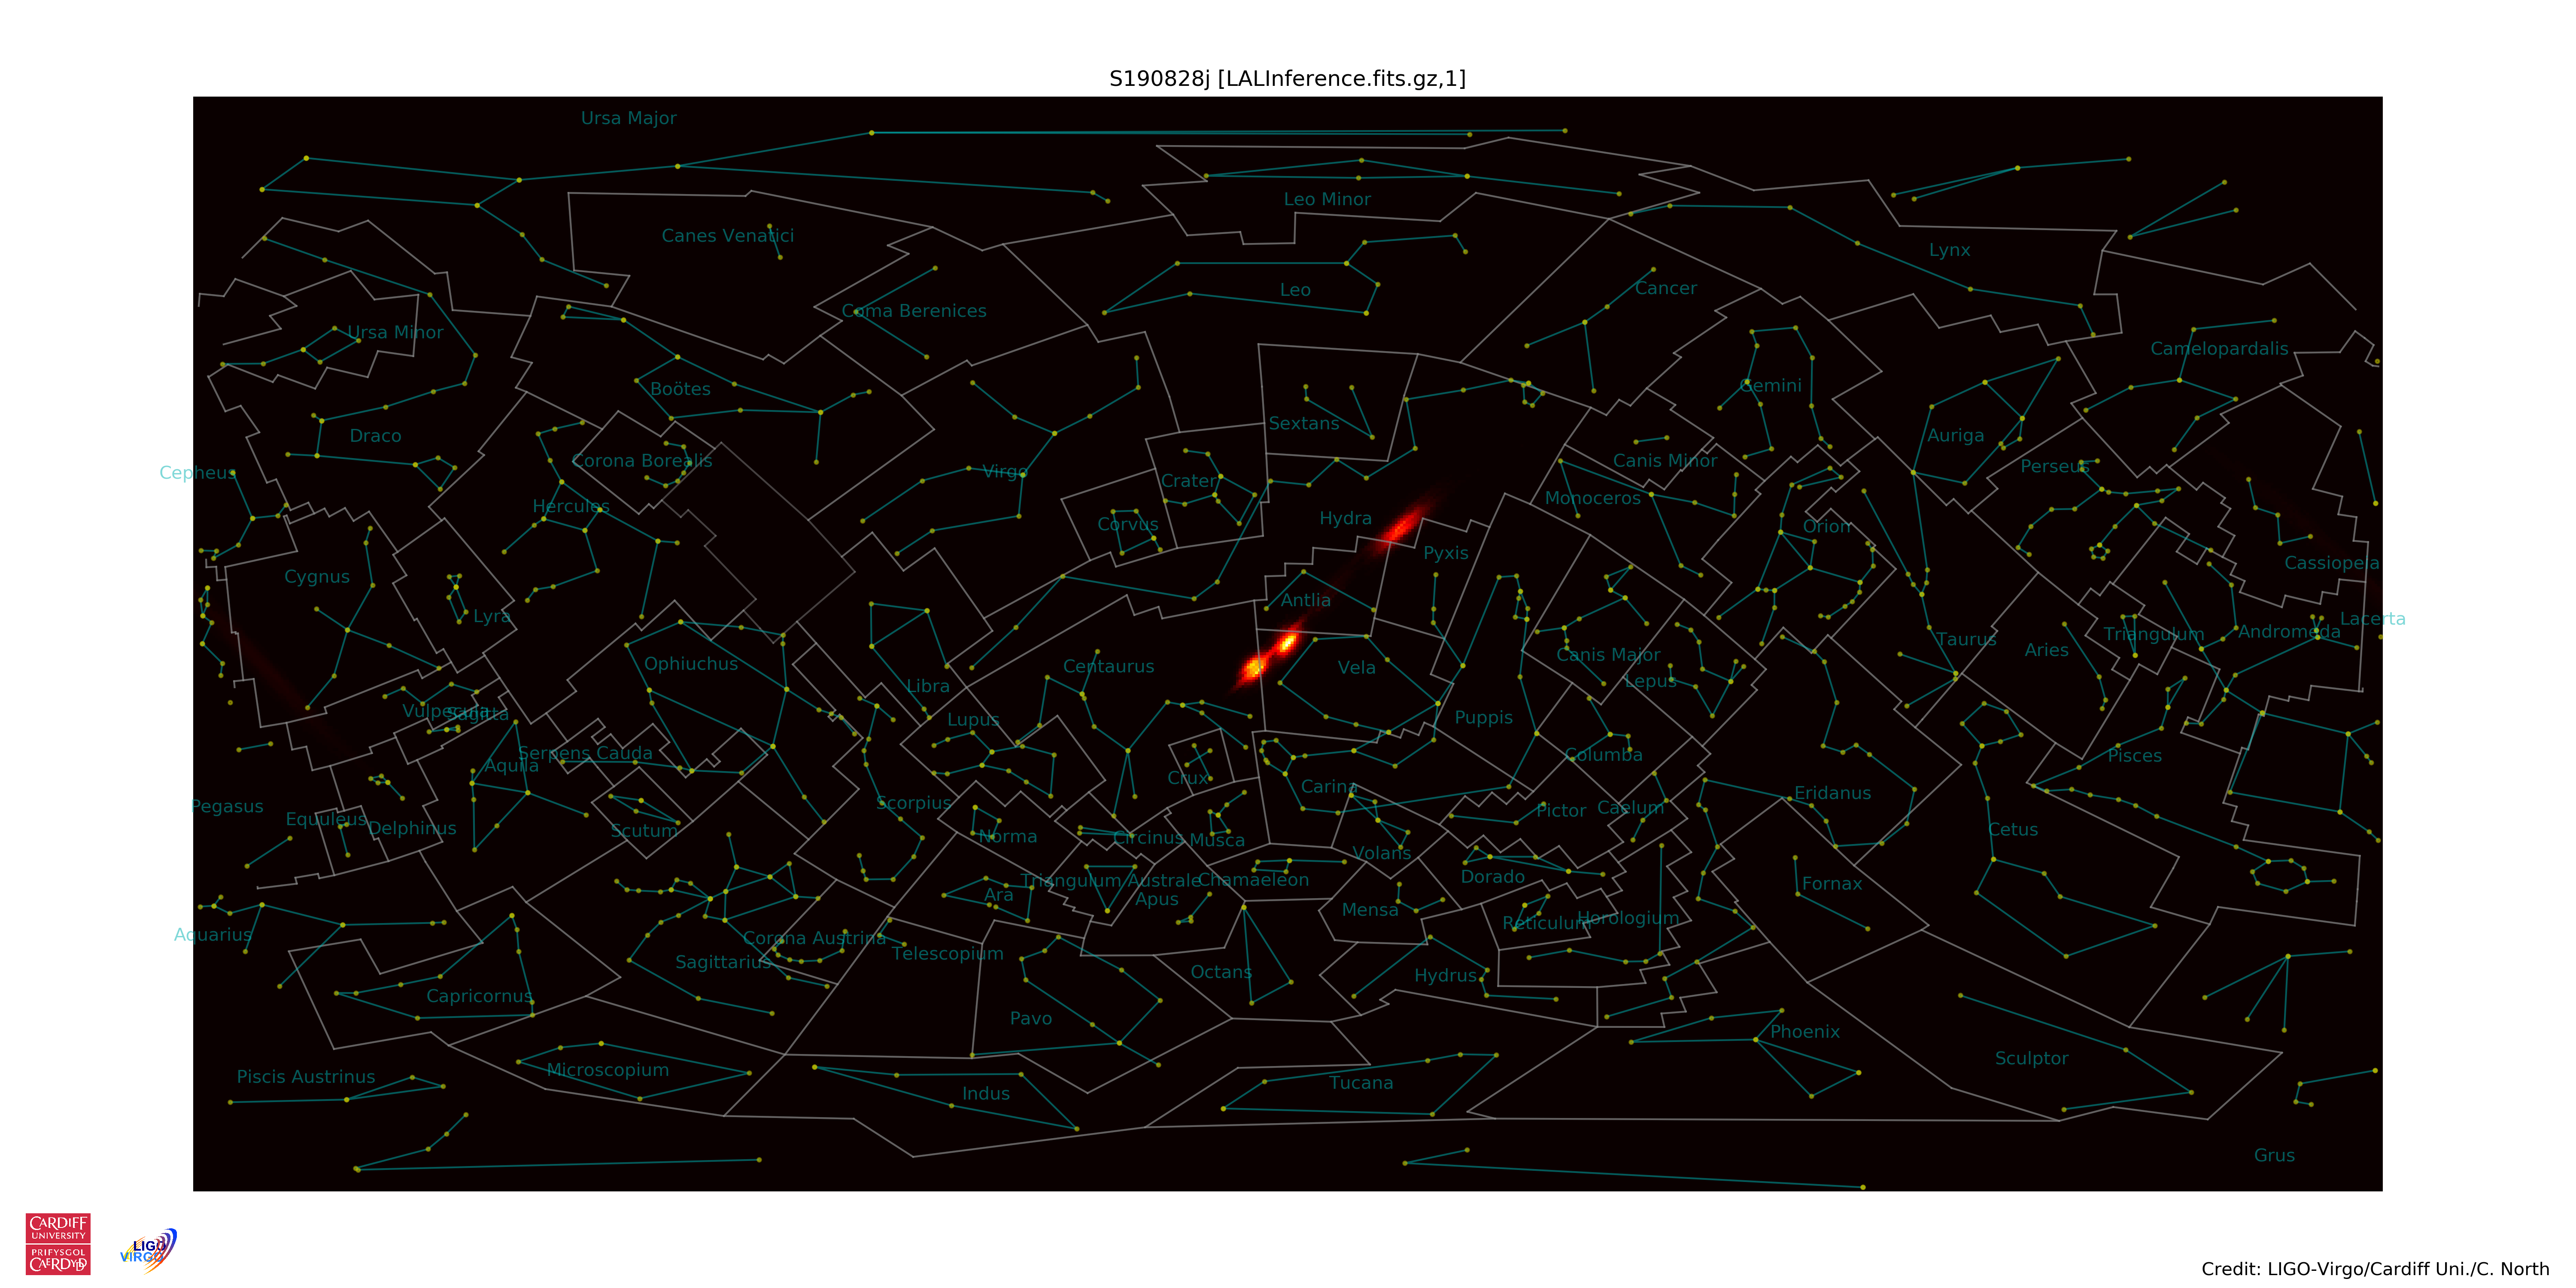 S190828j [LALInference.fits.gz,1]
Ursa Major
Leo Minor
Canes Venatici
Lynx
Leo
Cancer
Coma Berenices
Ursa Minor
Camelopardalis
Gemini
Boötes
Sextans
Draco
Auriga
Corona Borealis
Canis Minor
Perseus
Cepheus
Virgo
Crater
Monoceros
Hercules
Hydra
Corvus
Orion
Pyxis
Cassiopeia
Cygnus
Antlia
Lyra
Lacerta
Andromeda
Triangulum
Taurus
Aries
Canis Major
Ophiuchus
Centaurus
Vela
Lepus
Libra
Vulpecula
Sagitta
Lupus
Puppis
Serpens Cauda
Columba
Pisces
Aquila
Crux
Carina
Eridanus
Pegasus
Scorpius
Pictor
Caelum
Equuleus
Delphinus
Scutum
Cetus
Norma
Circinus
Musca
Volans
Triangulum Australe
Chamaeleon
Dorado
Fornax
Ara
Apus
Mensa
Reticulum
Horologium
Aquarius
Corona Austrina
Telescopium
Sagittarius
Octans
Hydrus
Capricornus
Pavo
Phoenix
Sculptor
Microscopium
Piscis Austrinus
Tucana
Indus
Grus
CARDIFF
UNIVERSITY
PRIFYSGOL
CAERDYDD
LIGO
VIRGO
Credit: LIGO-Virgo/Cardiff Uni./C. North